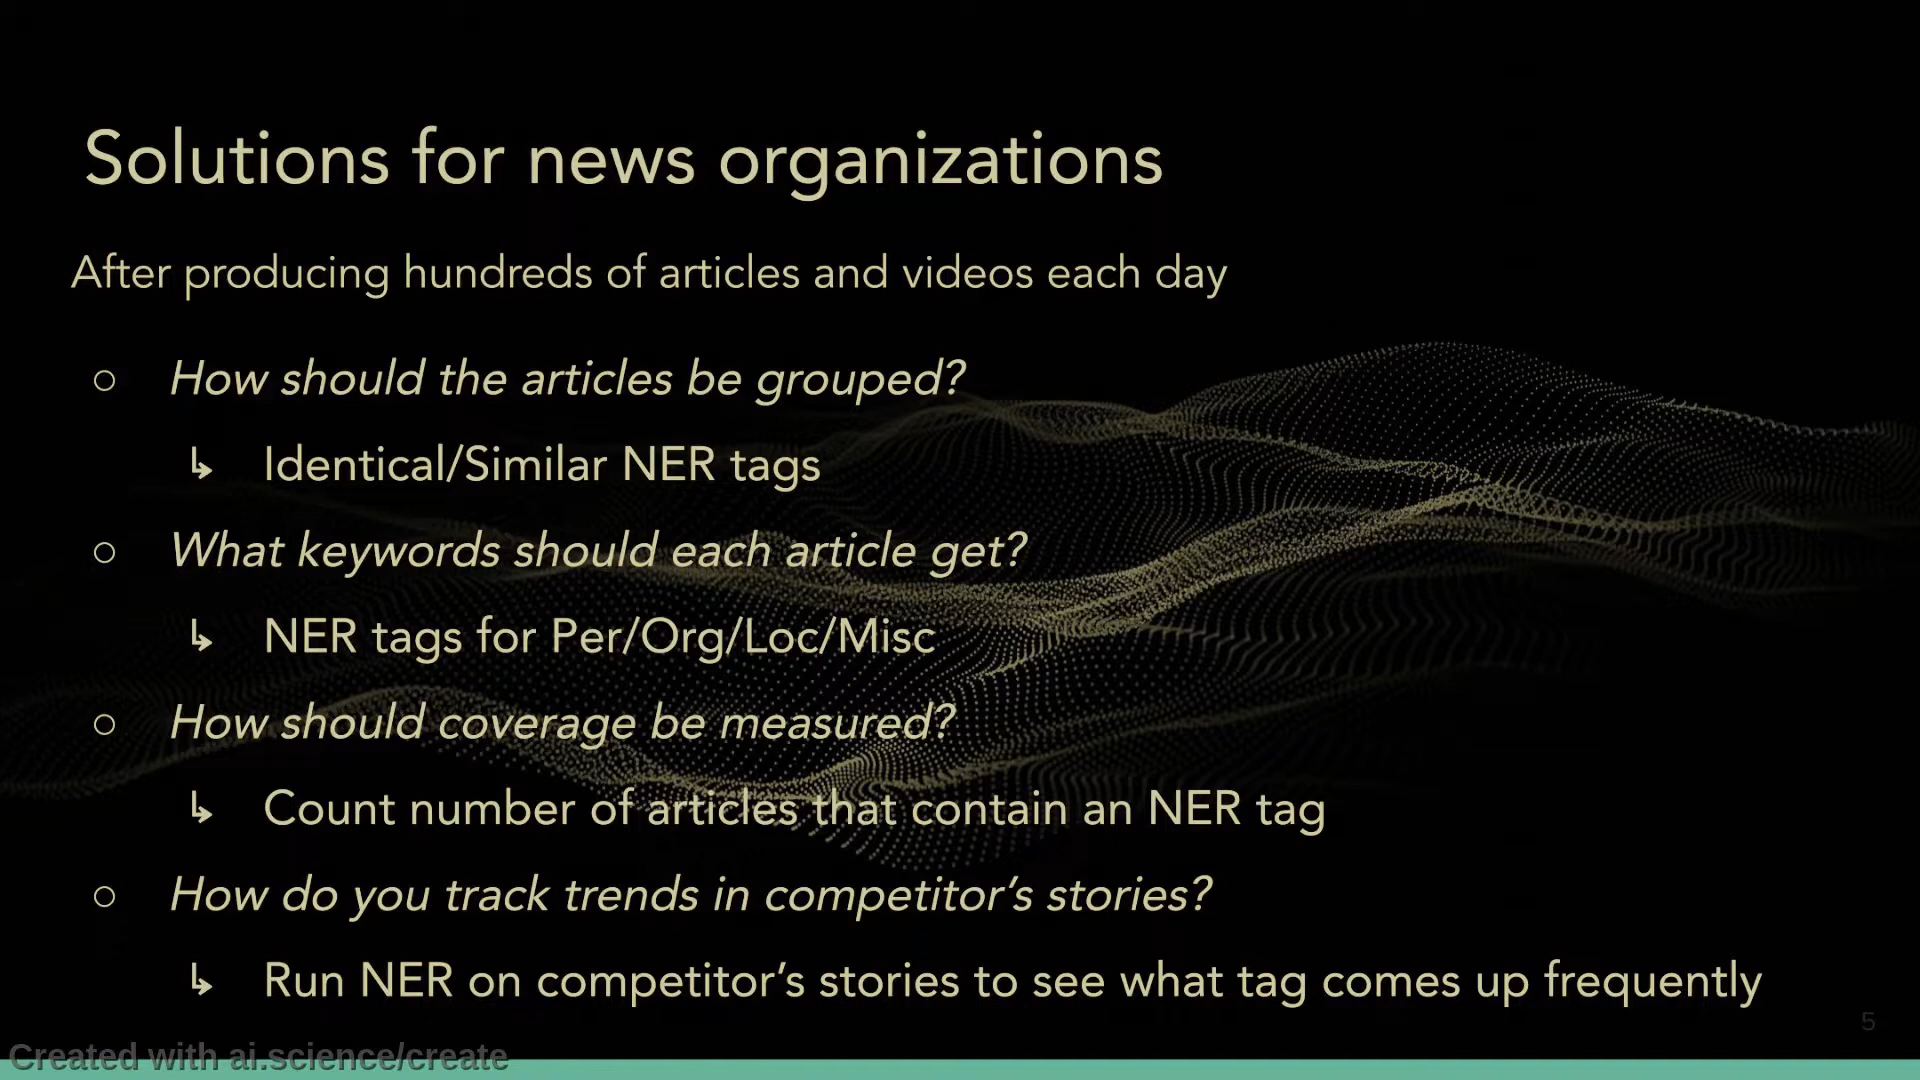 Solutions for news organizations
After producing hundreds of articles and videos each day
○ How should the articles be grouped?
↳ Identical/Similar NER tags
○ What keywords should each article get?
↳ NER tags for Per/Org/Loc/Misc
○ How should coverage be measured?
↳ Count number of articles that contain an NER tag
○ How do you track trends in competitor’s stories?
↳ Run NER on competitor’s stories to see what tag comes up frequently
5
Created with ai.science/create